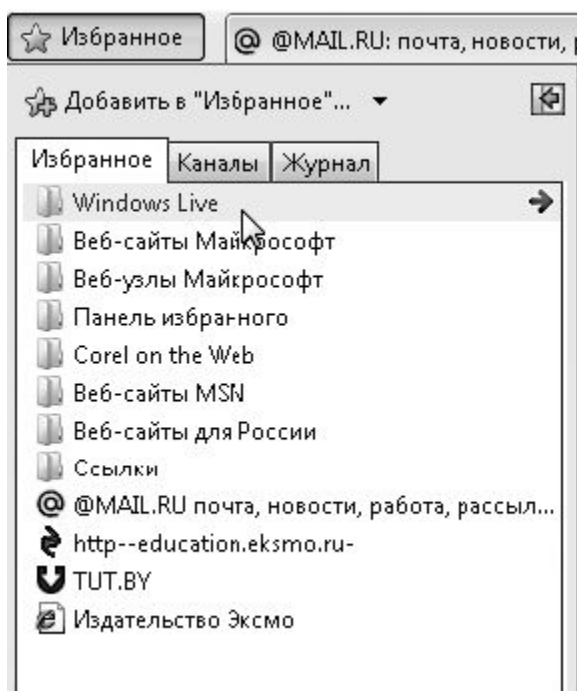 Избранное
@MAIL.RU: почта, новости,
Добавить в "Избранное"...
Избранное Каналы Журнал
Windows Live
Веб-сайты Майкрософт
Веб-узлы Майкрософт
Панель избранного
Corel on the Web
Веб-сайты MSN
Веб-сайты для России
Ссылки
@MAIL.RU почта, новости, работа, рассыл...
http--education.eksmo.ru-
TUT.BY
Издательство Эксмо